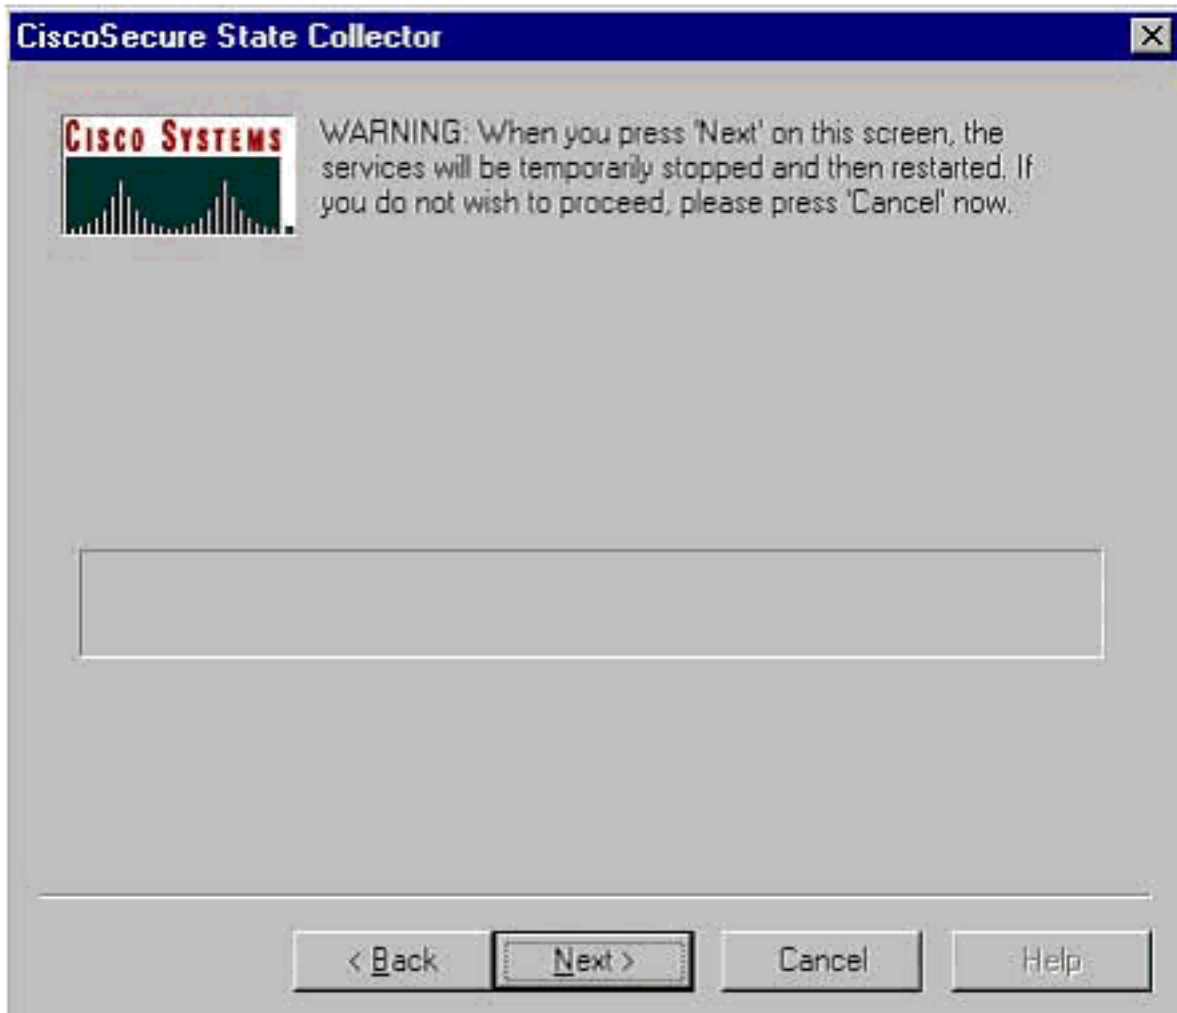 CiscoSecure State Collector
CISCO SYSTEMS
WARNING: When you press 'Next' on this screen, the
services will be temporarily stopped and then restarted. If
you do not wish to proceed, please press 'Cancel' now.
< Back Next > Cancel Help